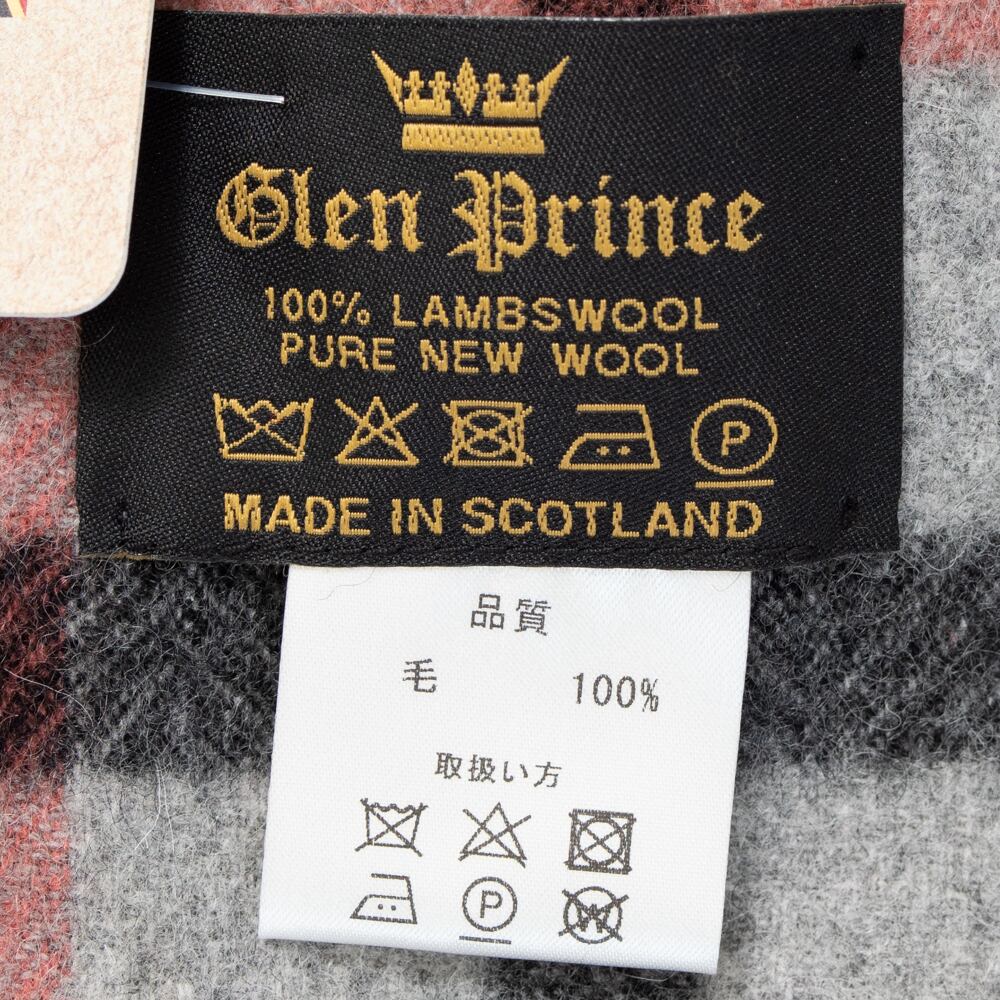 Glen Prince
100% LAMBSWOOL
PURE NEW WOOL
P
MADE IN SCOTLAND
品質
毛 100%
取扱い方
P W